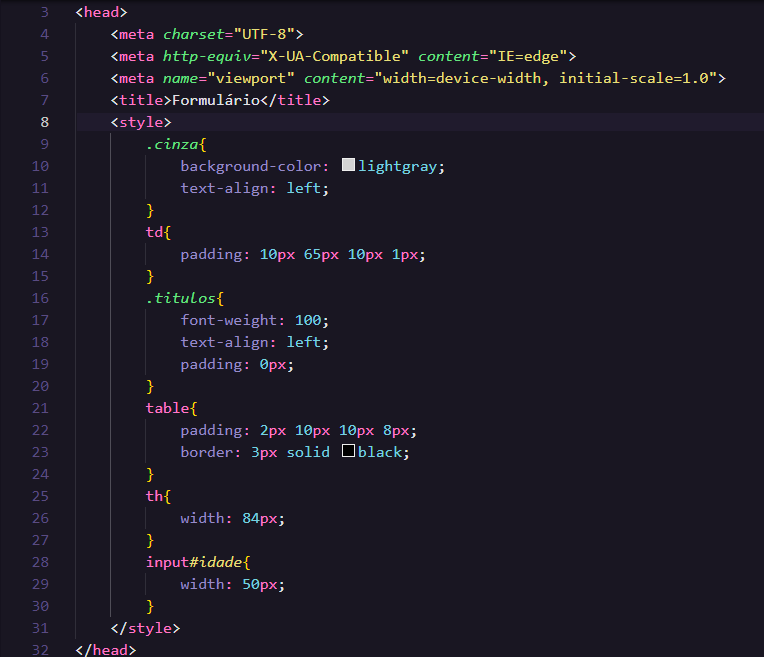 3 <head>
4 <meta charset="UTF-8">
5 <meta http-equiv="X-UA-Compatible" content="IE=edge">
6 <meta name="viewport" content="width=device-width, initial-scale=1.0">
7 <title>Formulário</title>
8 <style>
9 .cinza{
10 background-color: lightgray;
11 text-align: left;
12 }
13 td{
14 padding: 10px 65px 10px 1px;
15 }
16 .titulos{
17 font-weight: 100;
18 text-align: left;
19 padding: 0px;
20 }
21 table{
22 padding: 2px 10px 10px 8px;
23 border: 3px solid black;
24 }
25 th{
26 width: 84px;
27 }
28 input#idade{
29 width: 50px;
30 }
31 </style>
32 </head>